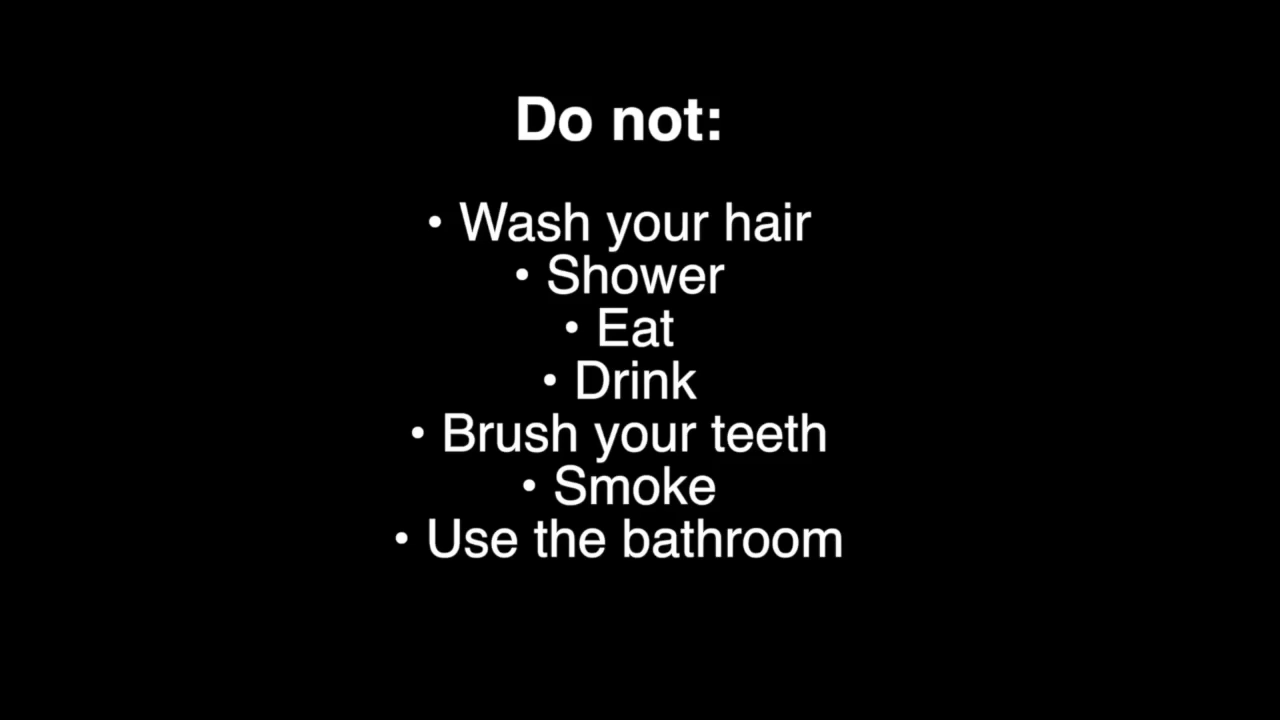 Do not:
• Wash your hair
• Shower
• Eat
• Drink
• Brush your teeth
• Smoke
• Use the bathroom